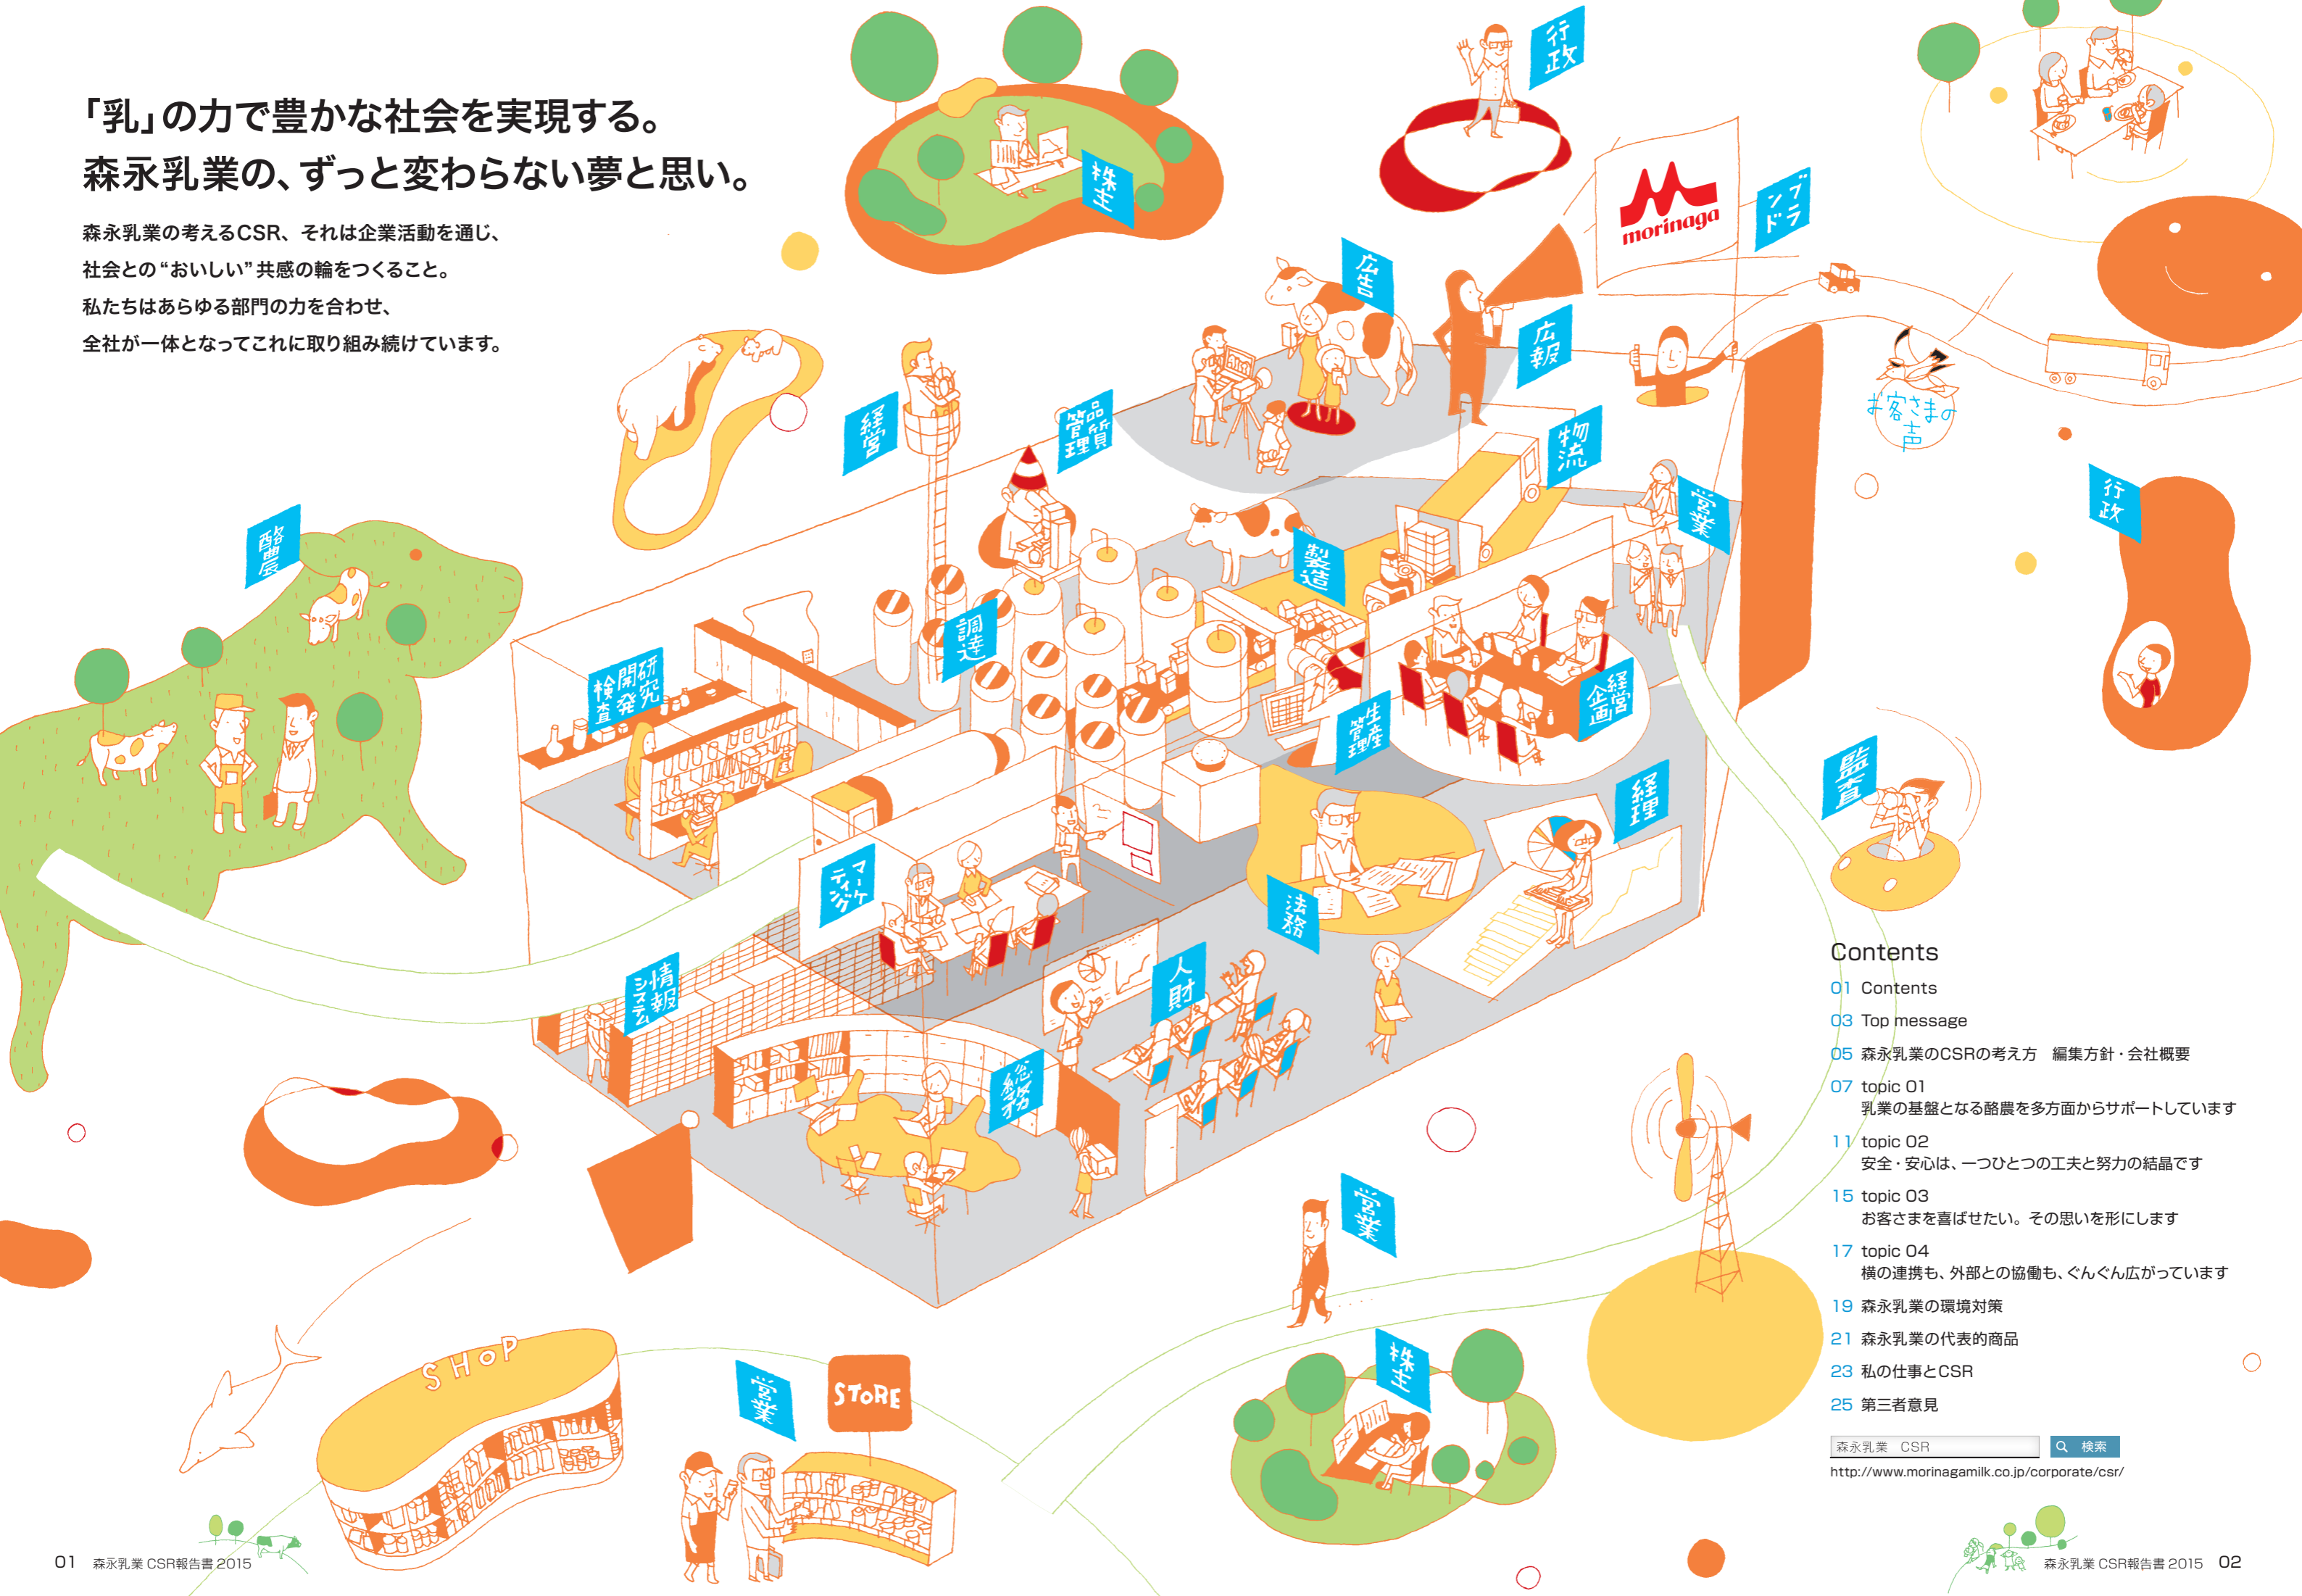 「乳」の力で豊かな社会を実現する。
森永乳業の、ずっと変わらない夢と思い。
森永乳業の考えるCSR、それは企業活動を通じ、
社会との“おいしい”共感の輪をつくること。
私たちはあらゆる部門の力を合わせ、
全社が一体となってこれに取り組み続けています。
株主
行政
morinaga
ブランド
広告
広報
経営
品質管理
物流
営業
お客さまの
声
行政
酪農
製造
調達
研究開発検査
経営企画
生産管理
経理
監査
マーケティング
法務
人財
情報システム
総務
営業
株主
営業
SHOP
STORE
Contents
01 Contents
03 Top message
05 森永乳業のCSRの考え方　編集方針・会社概要
07 topic 01
乳業の基盤となる酪農を多方面からサポートしています
11 topic 02
安全・安心は、一つひとつの工夫と努力の結晶です
15 topic 03
お客さまを喜ばせたい。その思いを形にします
17 topic 04
横の連携も、外部との協働も、ぐんぐん広がっています
19 森永乳業の環境対策
21 森永乳業の代表的商品
23 私の仕事とCSR
25 第三者意見
森永乳業　CSR 検索
http://www.morinagamilk.co.jp/corporate/csr/
01 森永乳業 CSR報告書 2015
森永乳業 CSR報告書 2015 02